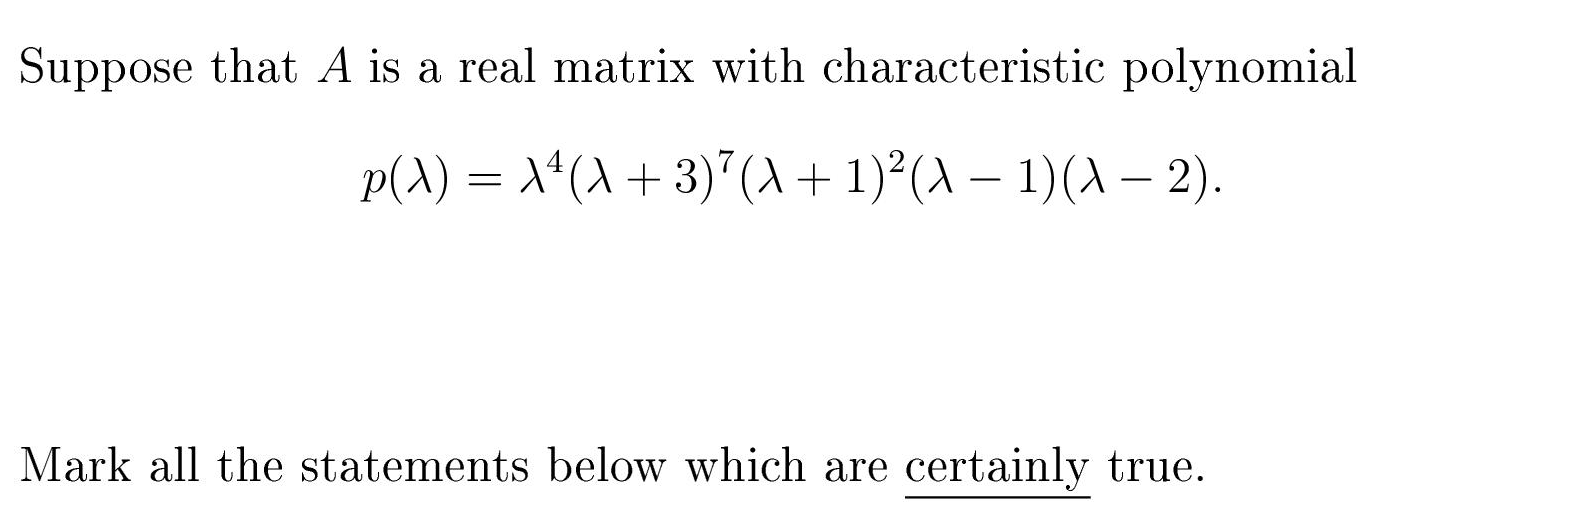 Suppose that A is a real matrix with characteristic polynomial
p(λ) = λ⁴(λ + 3)⁷(λ + 1)²(λ − 1)(λ − 2).
Mark all the statements below which are certainly true.